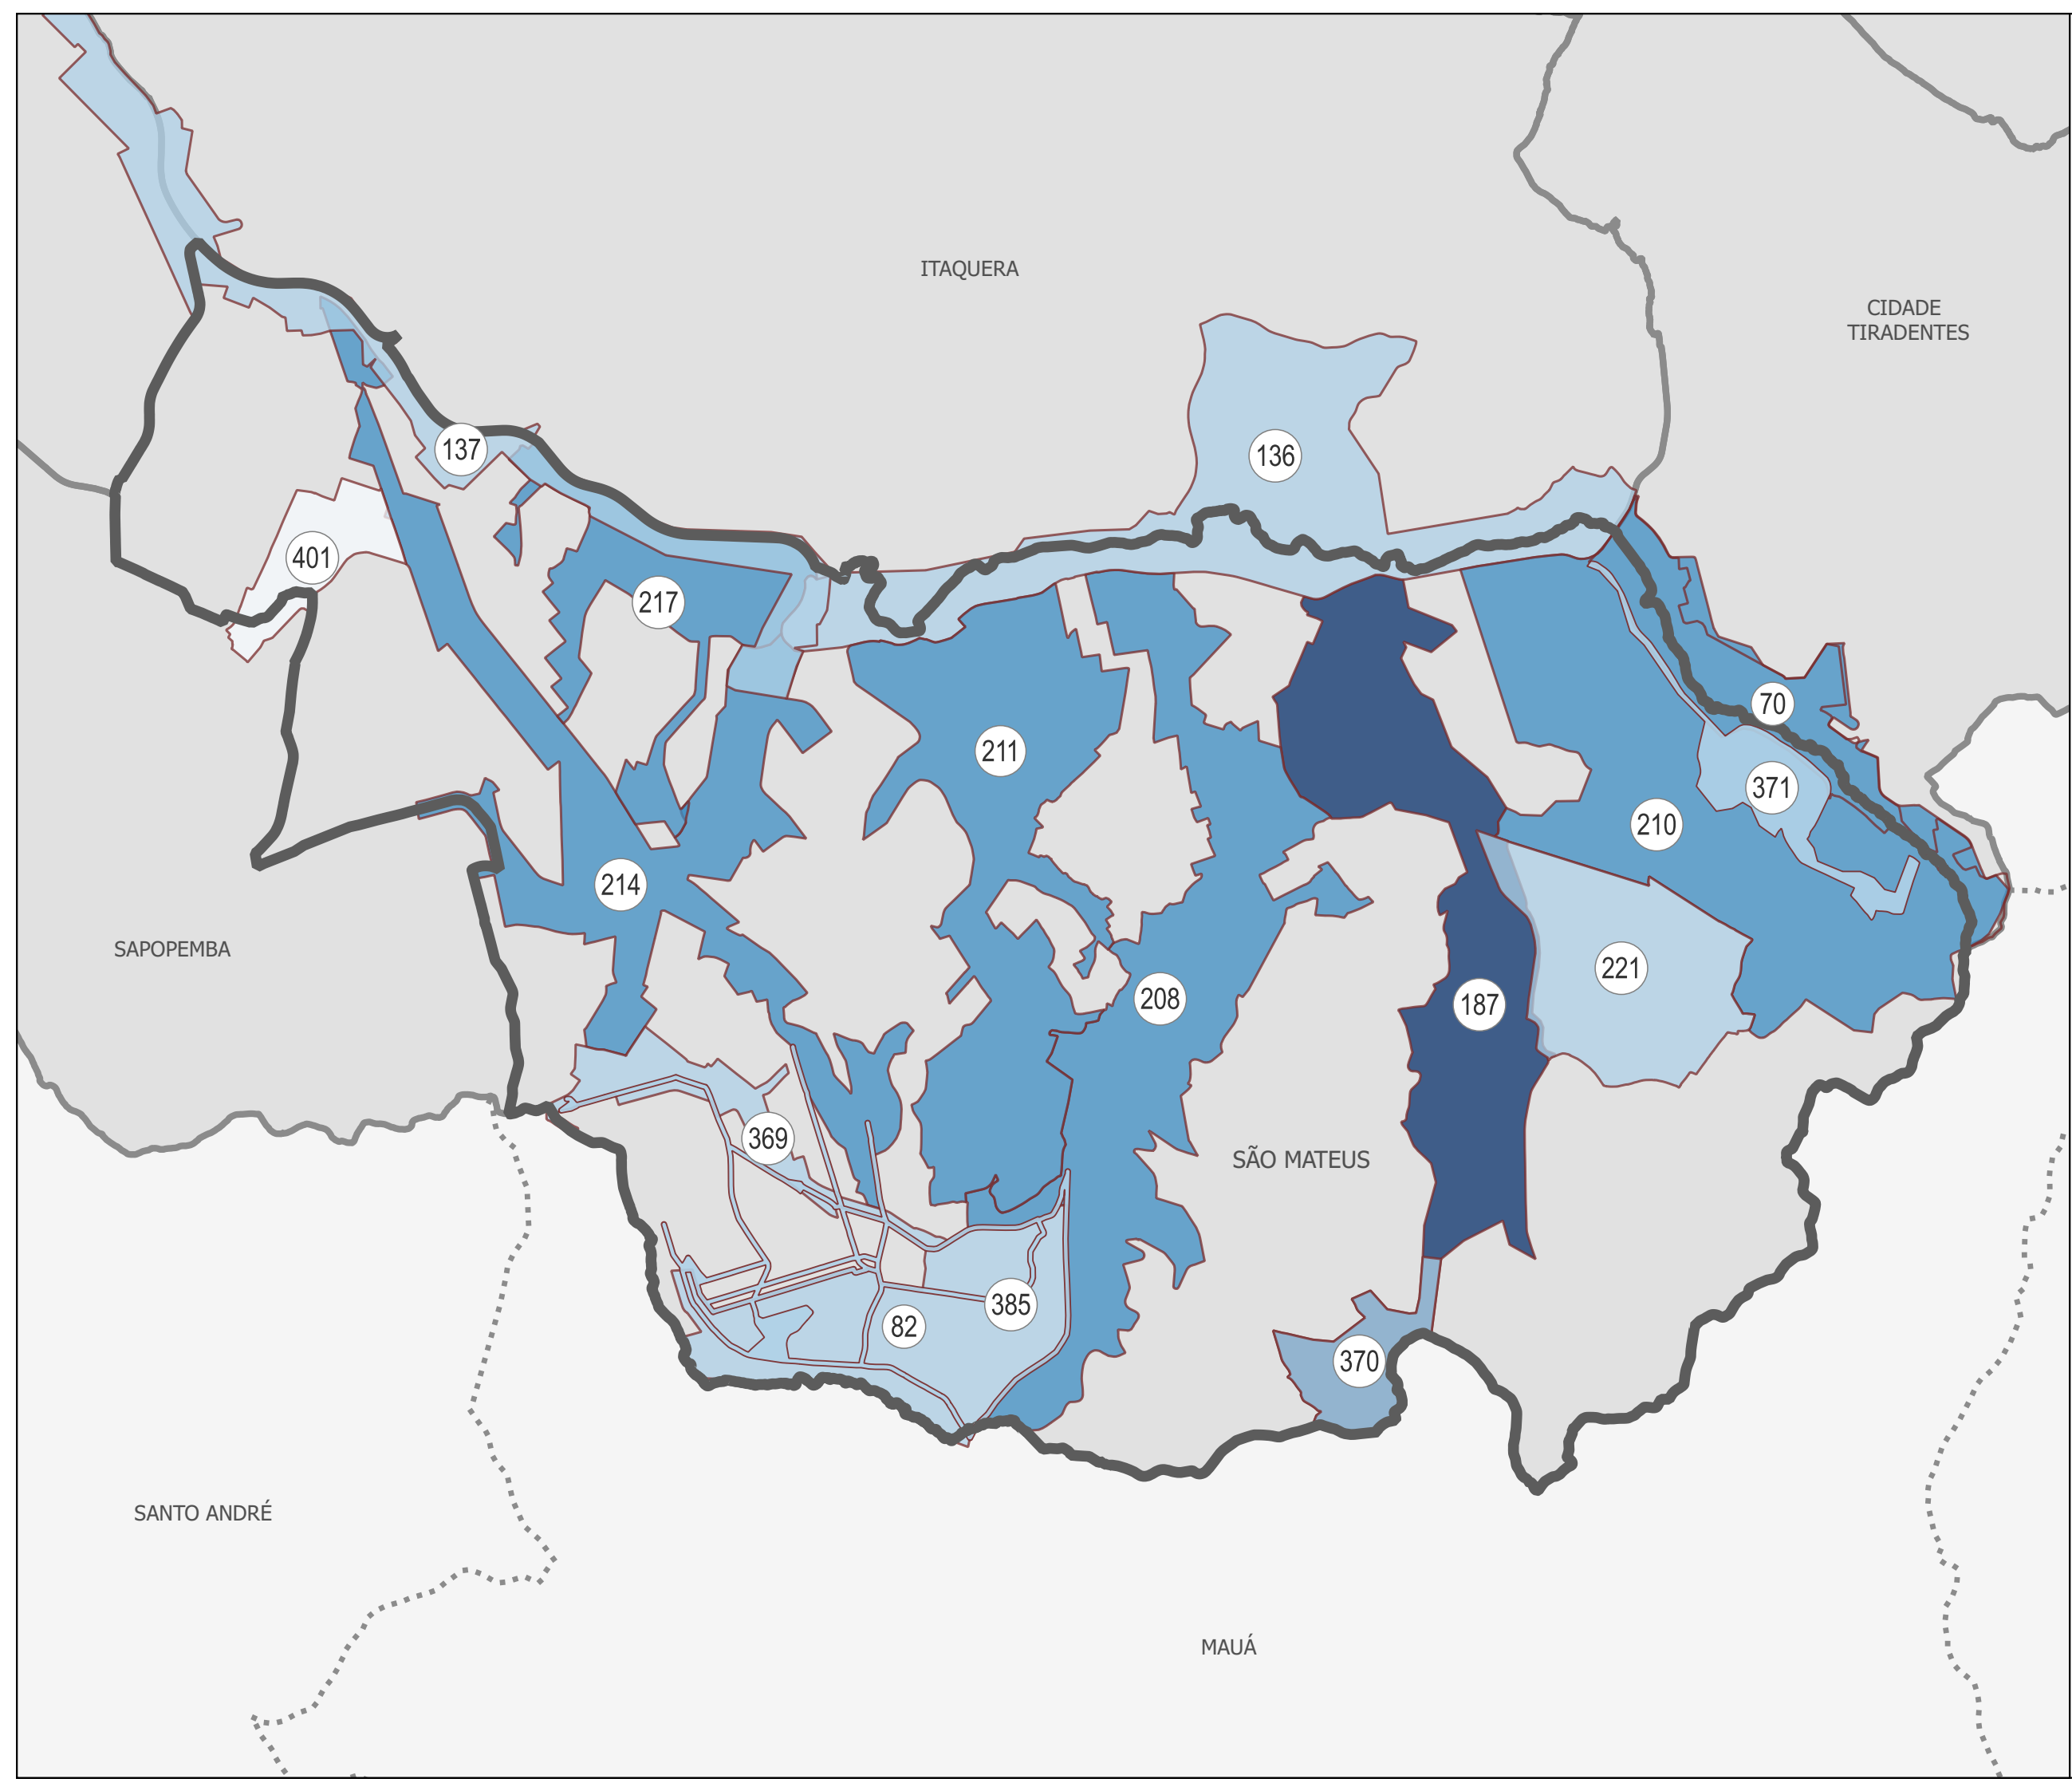 ITAQUERA
CIDADE
TIRADENTES
137
136
401
217
70
211
371
210
214
SAPOPEMBA
221
208
187
369
SÃO MATEUS
385
82
370
SANTO ANDRÉ
MAUÁ